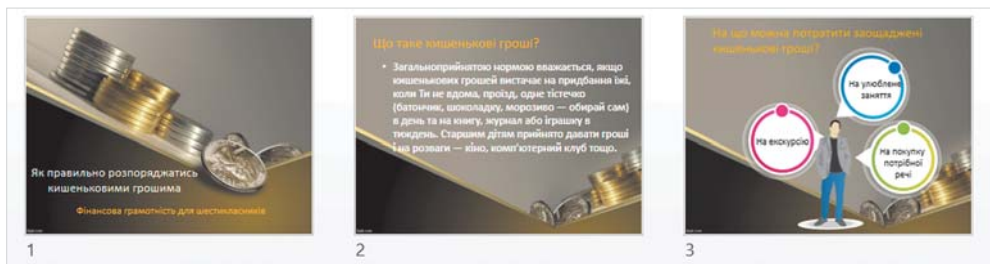 Як правильно розпоряджатись
кишеньковими грошима
Фінансова грамотність для шестикласників
1
Що таке кишенькові гроші?
• Загальноприйнятою нормою вважається, якщо
кишенькових грошей вистачає на придбання їжі,
коли Ти не вдома, проїзд, одне тістечко
(батончик, шоколадку, морозиво — обирай сам)
в день та на книгу, журнал або іграшку в
тиждень. Старшим дітям прийнято давати гроші
і на розваги — кіно, комп'ютерний клуб тощо.
2
На що можна потратити заощаджені
кишенькові гроші?
На улюблене
заняття
На екскурсію
На покупку
потрібної
речі
3